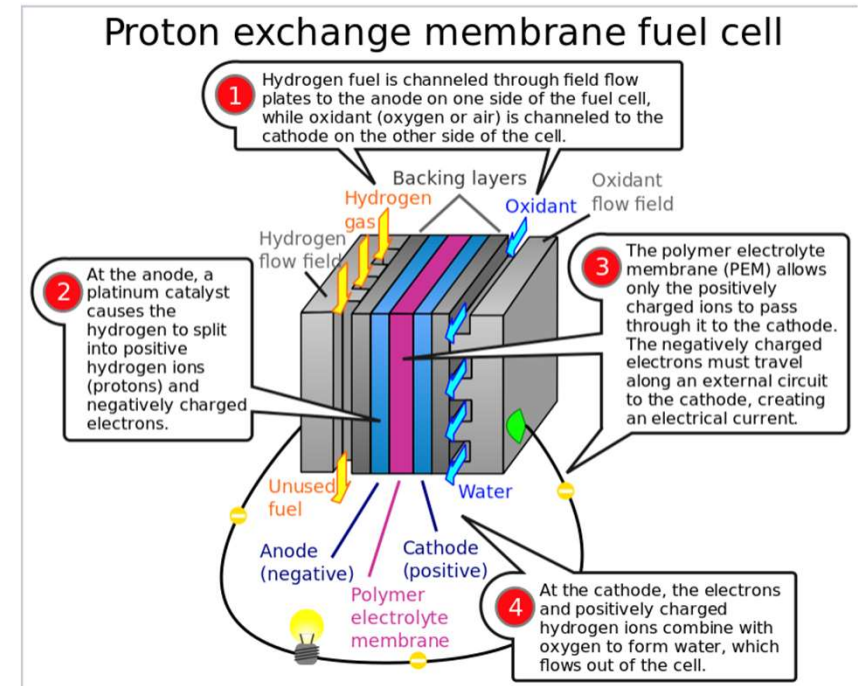 Proton exchange membrane fuel cell
1
Hydrogen fuel is channeled through field flow
plates to the anode on one side of the fuel cell,
while oxidant (oxygen or air) is channeled to the
cathode on the other side of the cell.
Backing layers
Hydrogen
gas
Oxidant
Oxidant
flow field
Hydrogen
flow field
2
At the anode, a
platinum catalyst
causes the
hydrogen to split
into positive
hydrogen ions
(protons) and
negatively charged
electrons.
3
The polymer electrolyte
membrane (PEM) allows
only the positively
charged ions to pass
through it to the cathode.
The negatively charged
electrons must travel
along an external circuit
to the cathode, creating
an electrical current.
Unused
fuel
Water
Anode
(negative)
Cathode
(positive)
Polymer
electrolyte
membrane
4
At the cathode, the electrons
and positively charged
hydrogen ions combine with
oxygen to form water, which
flows out of the cell.